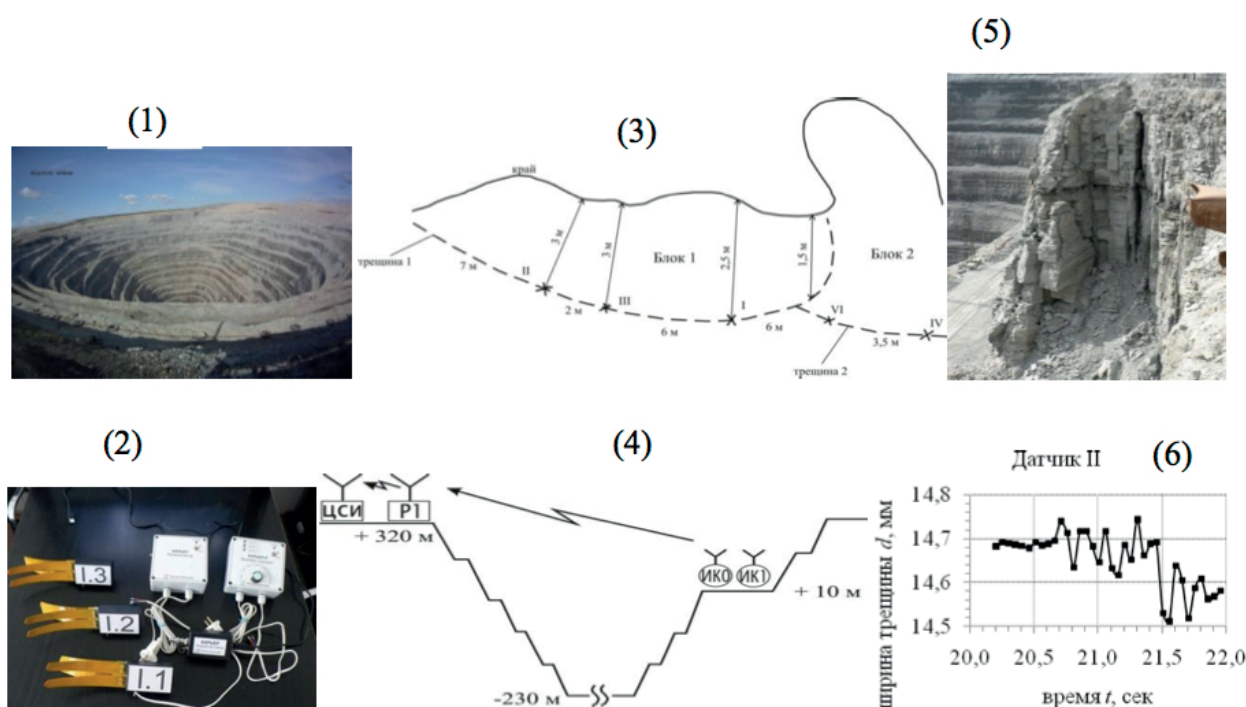 (1)
(2)
I.3
I.2
I.1
(3)
край
трещина 1
7 м
II
3 м
2 м
III
3 м
Блок 1
6 м
2,5 м
I
6 м
1,5 м
Блок 2
VI
IV
3,5 м
трещина 2
(4)
ЦСИ
Р1
+ 320 м
ИК0
ИК1
+ 10 м
-230 м
(5)
(6)
Датчик II
ширина трещины d, мм
14,8
14,7
14,6
14,5
20,0 20,5 21,0 21,5 22,0
время t, сек